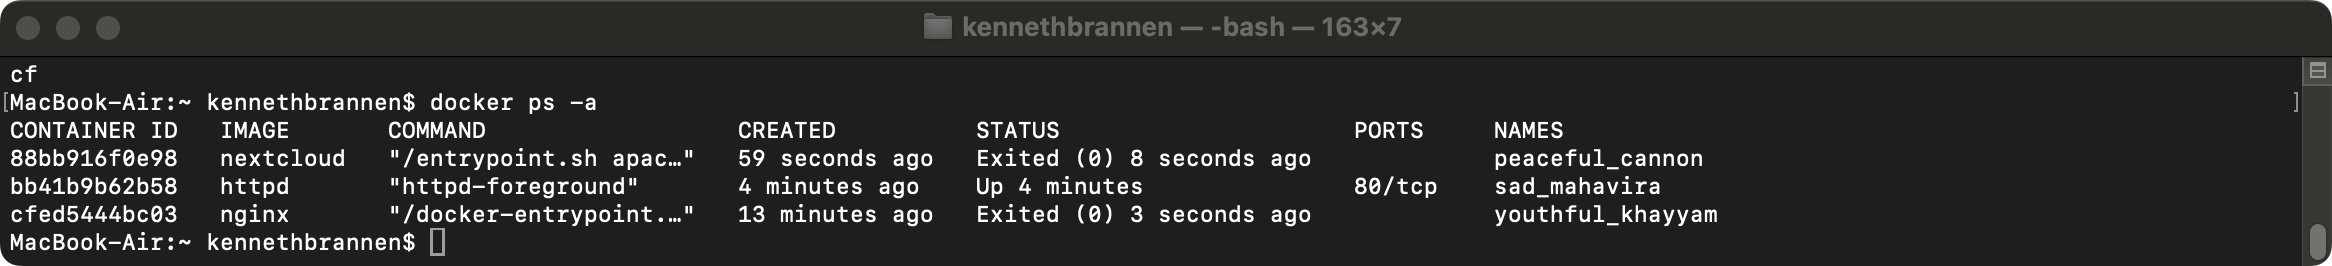 kennethbrannen — -bash — 163×7
cf
[MacBook-Air:~ kennethbrannen$ docker ps -a ]
CONTAINER ID   IMAGE       COMMAND                  CREATED          STATUS                     PORTS     NAMES
88bb916f0e98   nextcloud   "/entrypoint.sh apac…"   59 seconds ago   Exited (0) 8 seconds ago             peaceful_cannon
bb41b9b62b58   httpd       "httpd-foreground"       4 minutes ago    Up 4 minutes               80/tcp    sad_mahavira
cfed5444bc03   nginx       "/docker-entrypoint.…"   13 minutes ago   Exited (0) 3 seconds ago             youthful_khayyam
MacBook-Air:~ kennethbrannen$